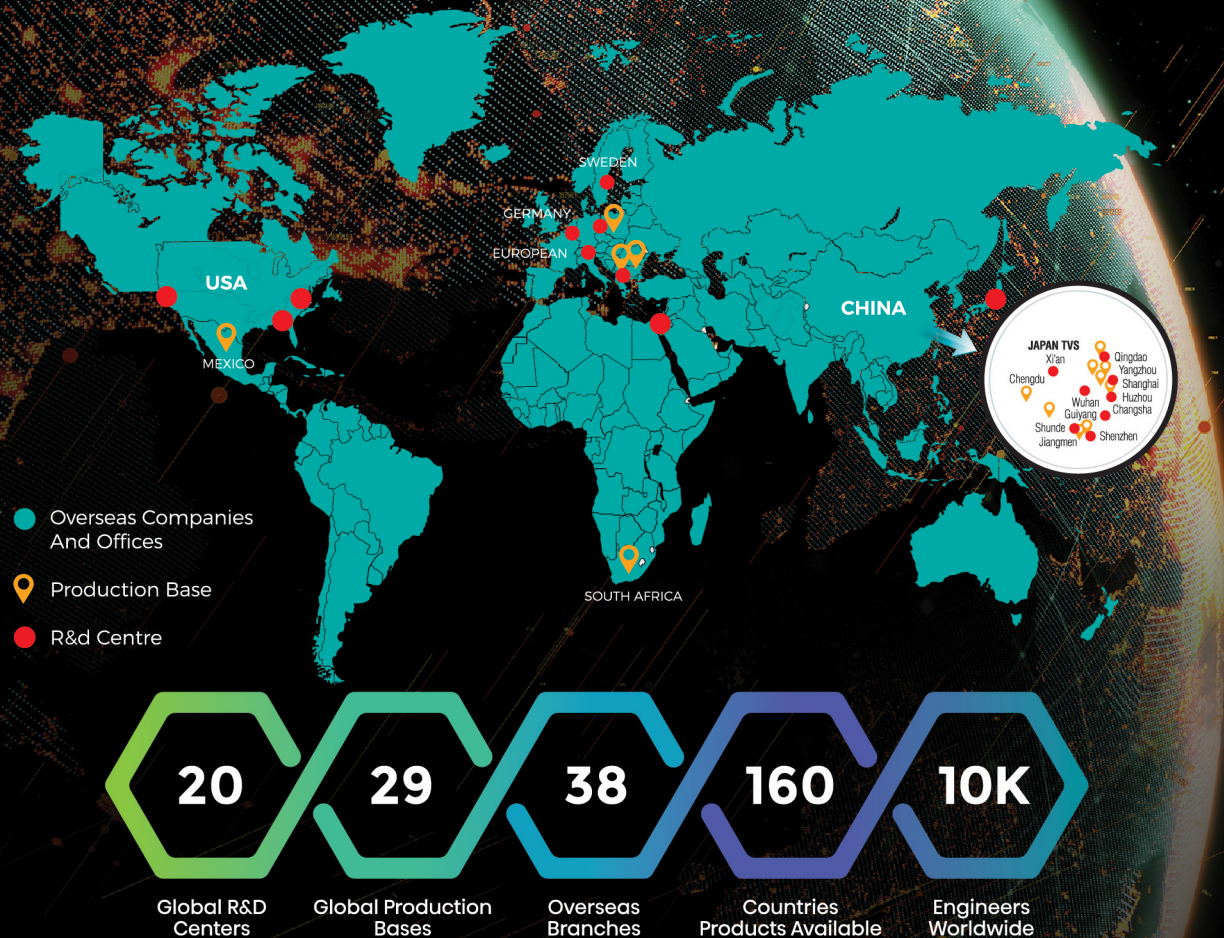 SWEDEN
GERMANY
EUROPEAN
USA
CHINA
MEXICO
JAPAN TVS
Xi'an
Qingdao
Yangzhou
Chengdu
Shanghai
Huzhou
Wuhan
Changsha
Guiyang
Shunde
Shenzhen
Jiangmen
SOUTH AFRICA
Overseas Companies
And Offices
Production Base
R&d Centre
20
29
38
160
10K
Global R&D
Centers
Global Production
Bases
Overseas
Branches
Countries
Products Available
Engineers
Worldwide